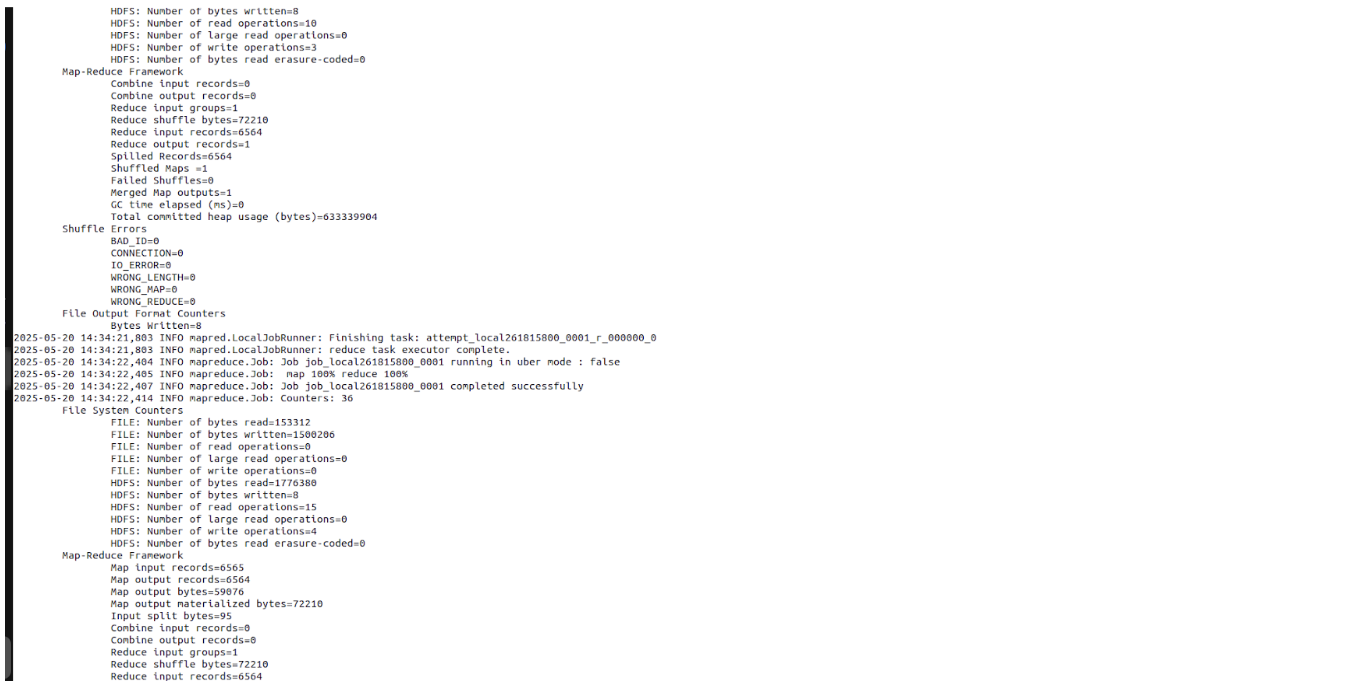 HDFS: Number of bytes written=8
HDFS: Number of read operations=10
HDFS: Number of large read operations=0
HDFS: Number of write operations=3
HDFS: Number of bytes read erasure-coded=0
Map-Reduce Framework
Combine input records=0
Combine output records=0
Reduce input groups=1
Reduce shuffle bytes=72210
Reduce input records=6564
Reduce output records=1
Spilled Records=6564
Shuffled Maps =1
Failed Shuffles=0
Merged Map outputs=1
GC time elapsed (ms)=0
Total committed heap usage (bytes)=633339904
Shuffle Errors
BAD_ID=0
CONNECTION=0
IO_ERROR=0
WRONG_LENGTH=0
WRONG_MAP=0
WRONG_REDUCE=0
File Output Format Counters
Bytes Written=8
2025-05-20 14:34:21,803 INFO mapred.LocalJobRunner: Finishing task: attempt_local261815800_0001_r_000000_0
2025-05-20 14:34:21,803 INFO mapred.LocalJobRunner: reduce task executor complete.
2025-05-20 14:34:22,404 INFO mapreduce.Job: Job job_local261815800_0001 running in uber mode : false
2025-05-20 14:34:22,405 INFO mapreduce.Job:  map 100% reduce 100%
2025-05-20 14:34:22,407 INFO mapreduce.Job: Job job_local261815800_0001 completed successfully
2025-05-20 14:34:22,414 INFO mapreduce.Job: Counters: 36
File System Counters
FILE: Number of bytes read=153312
FILE: Number of bytes written=1500206
FILE: Number of read operations=0
FILE: Number of large read operations=0
FILE: Number of write operations=0
HDFS: Number of bytes read=1776380
HDFS: Number of bytes written=8
HDFS: Number of read operations=15
HDFS: Number of large read operations=0
HDFS: Number of write operations=4
HDFS: Number of bytes read erasure-coded=0
Map-Reduce Framework
Map input records=6565
Map output records=6564
Map output bytes=59076
Map output materialized bytes=72210
Input split bytes=95
Combine input records=0
Combine output records=0
Reduce input groups=1
Reduce shuffle bytes=72210
Reduce input records=6564